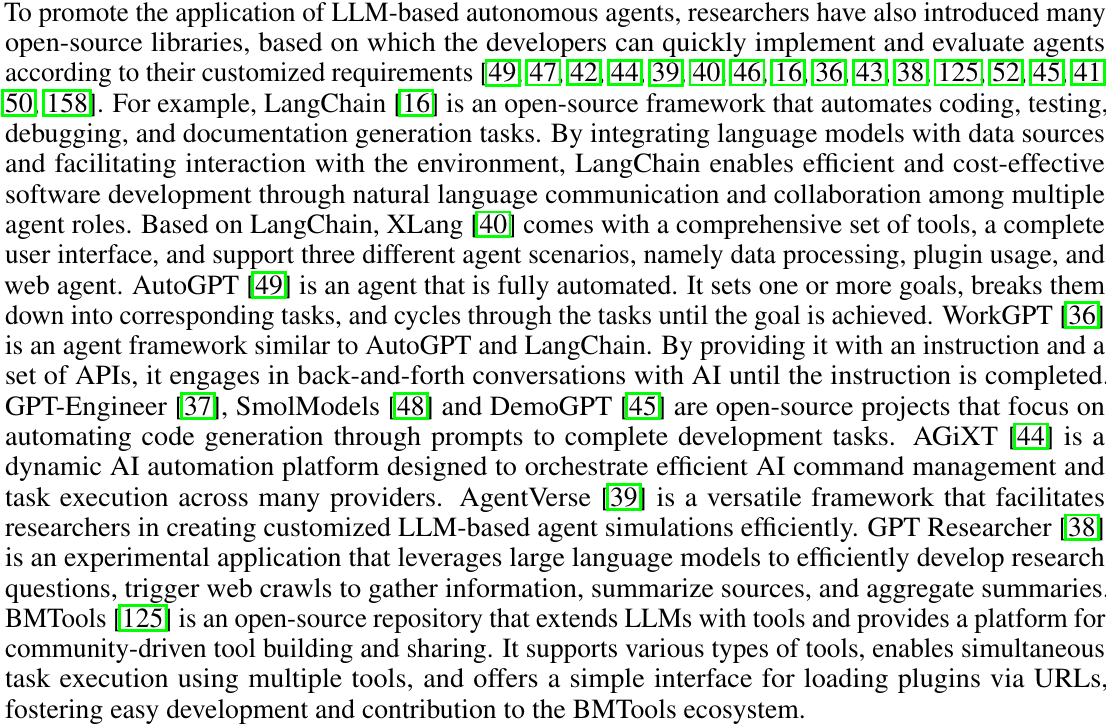 To promote the application of LLM-based autonomous agents, researchers have also introduced many
open-source libraries, based on which the developers can quickly implement and evaluate agents
according to their customized requirements [49, 47, 42, 44, 39, 40, 46, 16, 36, 43, 38, 125, 52, 45, 41
50, 158]. For example, LangChain [16] is an open-source framework that automates coding, testing,
debugging, and documentation generation tasks. By integrating language models with data sources
and facilitating interaction with the environment, LangChain enables efficient and cost-effective
software development through natural language communication and collaboration among multiple
agent roles. Based on LangChain, XLang [40] comes with a comprehensive set of tools, a complete
user interface, and support three different agent scenarios, namely data processing, plugin usage, and
web agent. AutoGPT [49] is an agent that is fully automated. It sets one or more goals, breaks them
down into corresponding tasks, and cycles through the tasks until the goal is achieved. WorkGPT [36]
is an agent framework similar to AutoGPT and LangChain. By providing it with an instruction and a
set of APIs, it engages in back-and-forth conversations with AI until the instruction is completed.
GPT-Engineer [37], SmolModels [48] and DemoGPT [45] are open-source projects that focus on
automating code generation through prompts to complete development tasks. AGiXT [44] is a
dynamic AI automation platform designed to orchestrate efficient AI command management and
task execution across many providers. AgentVerse [39] is a versatile framework that facilitates
researchers in creating customized LLM-based agent simulations efficiently. GPT Researcher [38]
is an experimental application that leverages large language models to efficiently develop research
questions, trigger web crawls to gather information, summarize sources, and aggregate summaries.
BMTools [125] is an open-source repository that extends LLMs with tools and provides a platform for
community-driven tool building and sharing. It supports various types of tools, enables simultaneous
task execution using multiple tools, and offers a simple interface for loading plugins via URLs,
fostering easy development and contribution to the BMTools ecosystem.